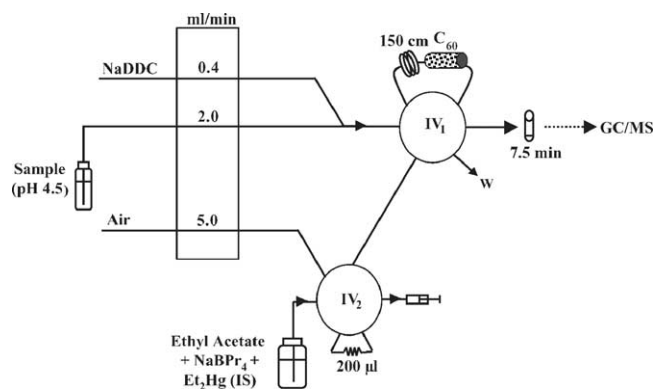 ml/min
150 cm C60
NaDDC 0.4
2.0
IV1
GC/MS
7.5 min
W
Sample
(pH 4.5)
Air 5.0
IV2
Ethyl Acetate
+ NaBPr4 +
Et2Hg (IS)
200 µl